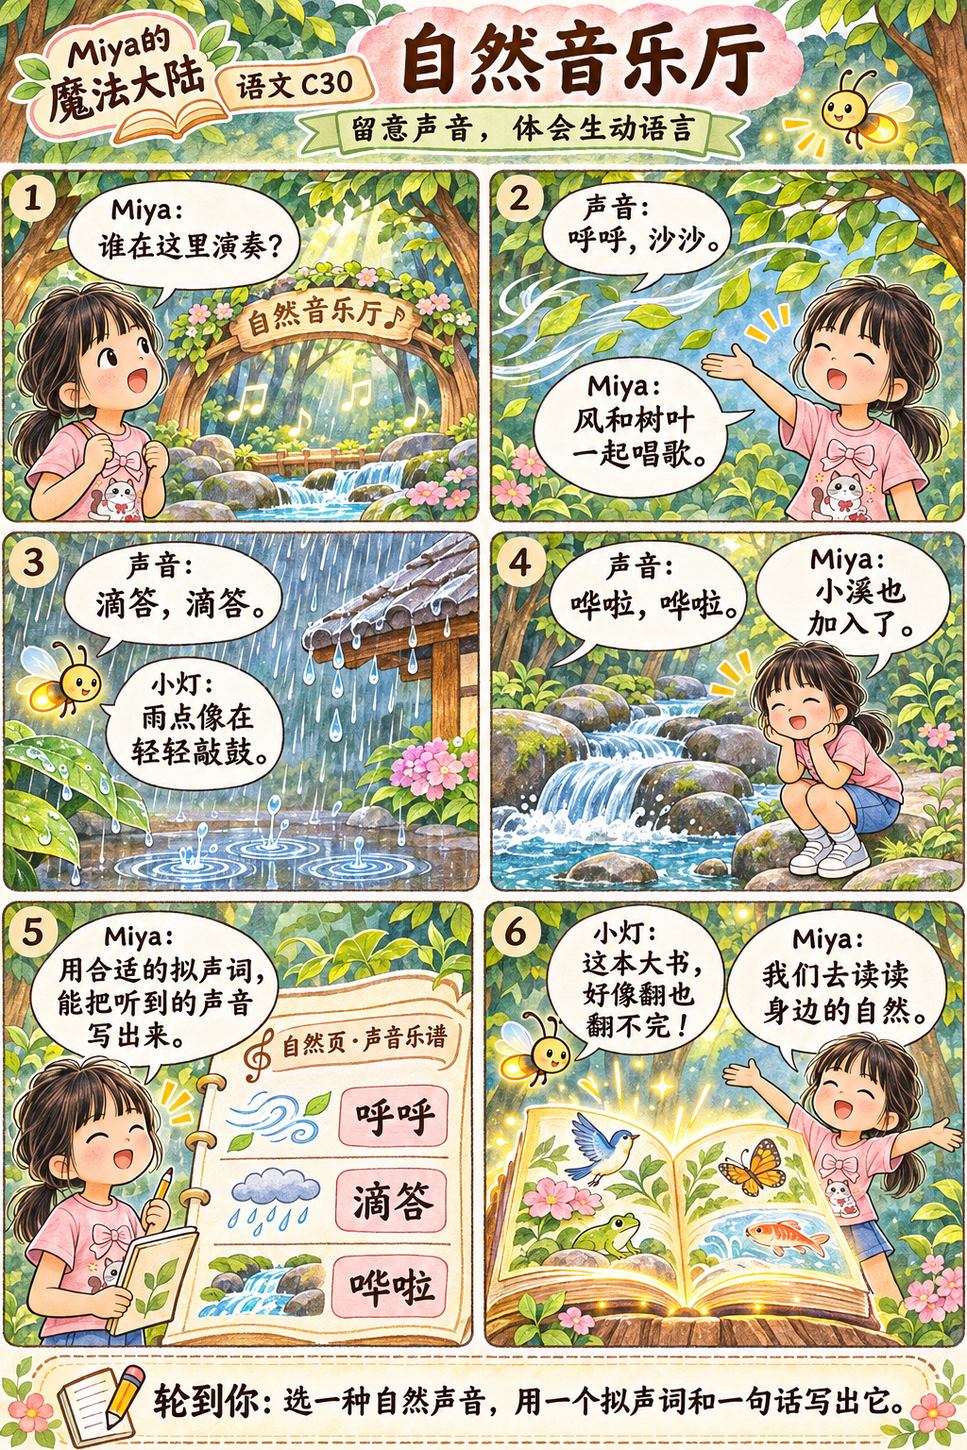 Miya的
魔法大陆
语文 C30
自然音乐厅
留意声音，体会生动语言
1
Miya：
谁在这里演奏？
自然音乐厅♪
2
声音：
呼呼，沙沙。
Miya：
风和树叶
一起唱歌。
3
声音：
滴答，滴答。
小灯：
雨点像在
轻轻敲鼓。
4
声音：
哗啦，哗啦。
Miya：
小溪也
加入了。
5
Miya：
用合适的拟声词，
能把听到的声音
写出来。
自然页·声音乐谱
呼呼
滴答
哗啦
6
小灯：
这本大书，
好像翻也
翻不完！
Miya：
我们去读读
身边的自然。
轮到你：选一种自然声音，用一个拟声词和一句话写出它。